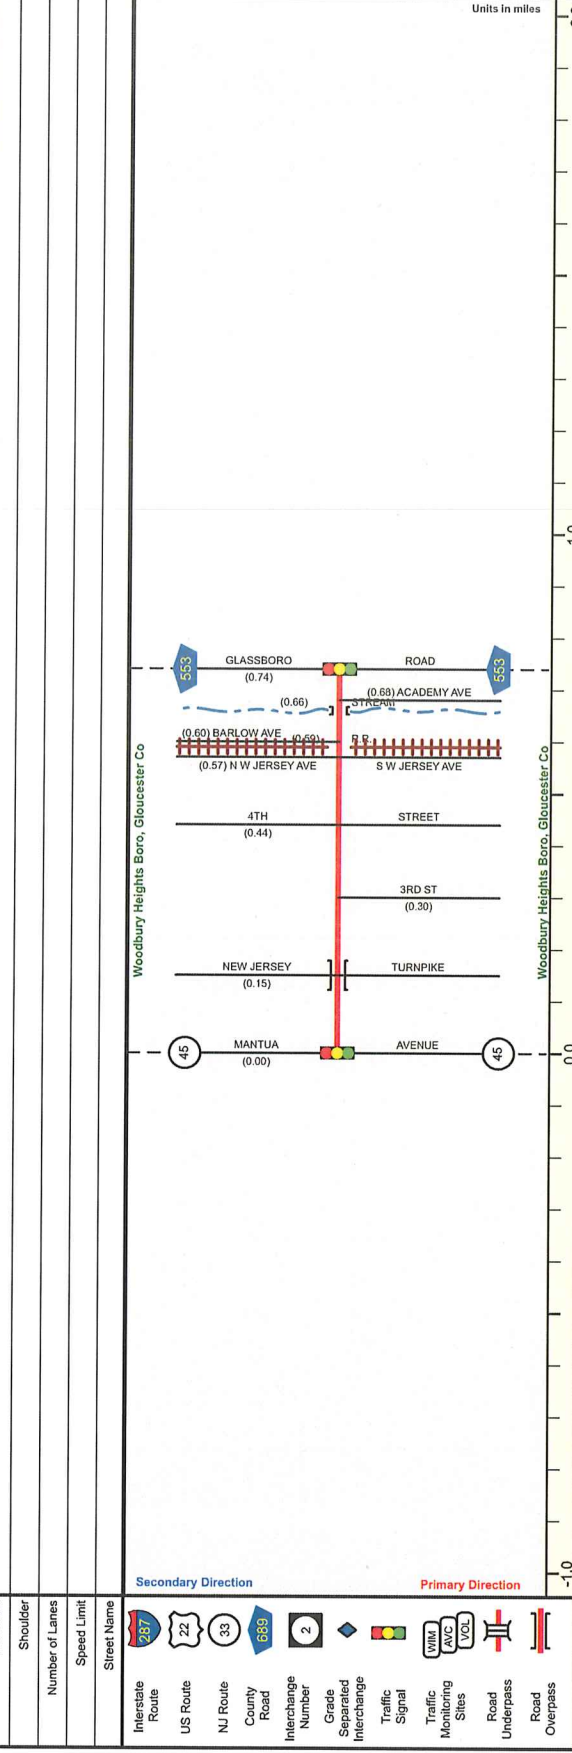 Units in miles
553
GLASSBORO
ROAD
553
(0.74)
(0.68) ACADEMY AVE
(0.66)
STREAM
(0.60) BARLOW AVE
(0.59)
R.R.
(0.57) N W JERSEY AVE
S W JERSEY AVE
Woodbury Heights Boro, Gloucester Co
Woodbury Heights Boro, Gloucester Co
4TH
STREET
(0.44)
3RD ST
(0.30)
NEW JERSEY
TURNPIKE
(0.15)
45
MANTUA
AVENUE
45
(0.00)
0.0
1.0
-1.0
Secondary Direction
Primary Direction
Shoulder
Number of Lanes
Speed Limit
Street Name
Interstate
Route
287
US Route
22
NJ Route
33
County
Road
689
Interchange
Number
2
Grade
Separated
Interchange
Traffic
Signal
Traffic
Monitoring
Sites
WIM
AVC
VOL
Road
Underpass
Road
Overpass